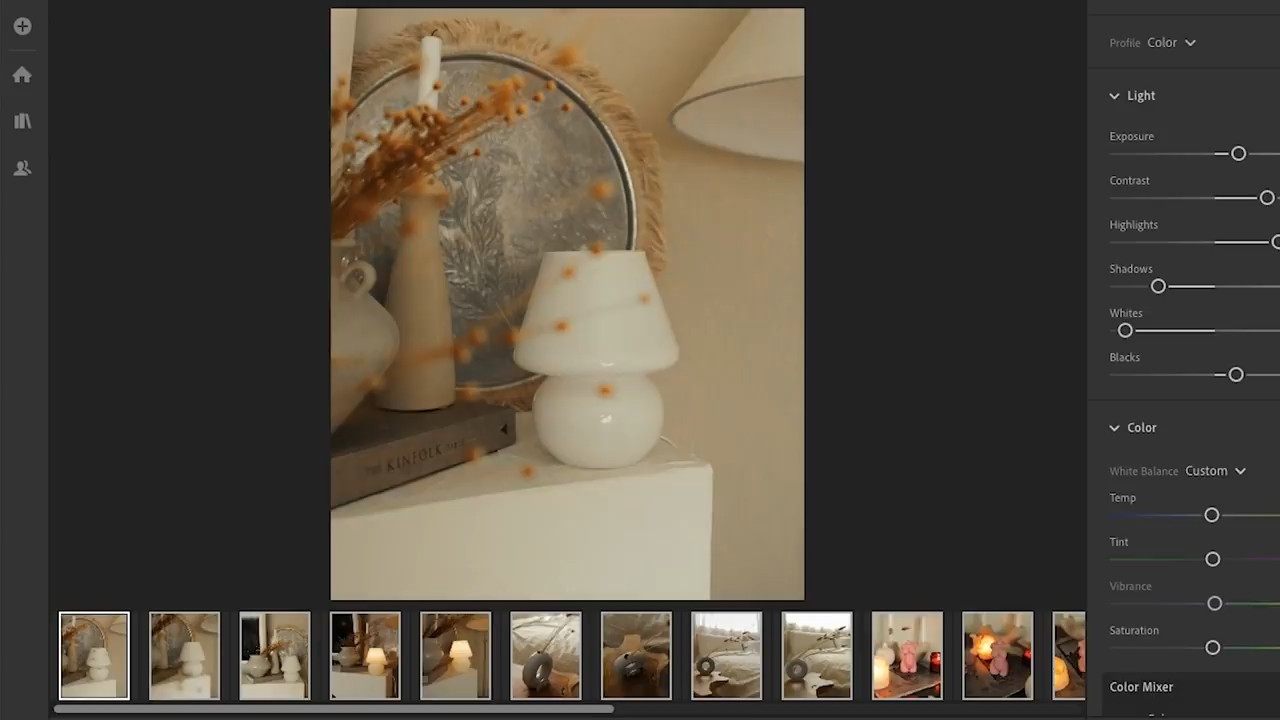 Profile Color
Light
Exposure
Contrast
Highlights
Shadows
Whites
Blacks
Color
White Balance Custom
Temp
Tint
Vibrance
Saturation
Color Mixer
THE KINFOLK